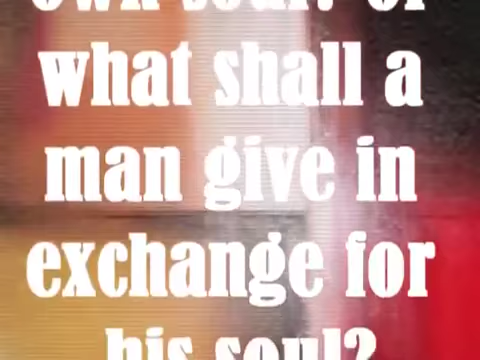 own soul? or
what shall a
man give in
exchange for
his soul?